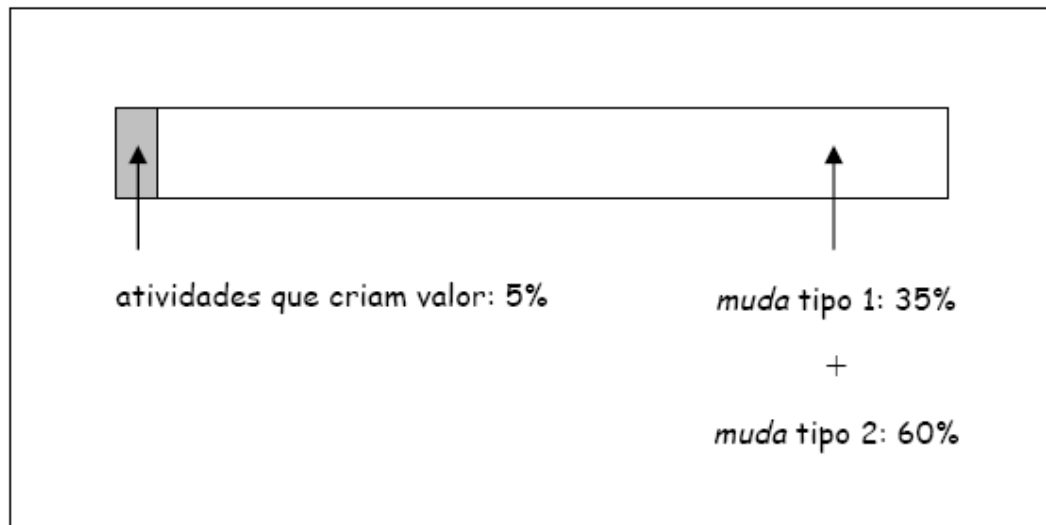 atividades que criam valor: 5%
muda tipo 1: 35%
+
muda tipo 2: 60%